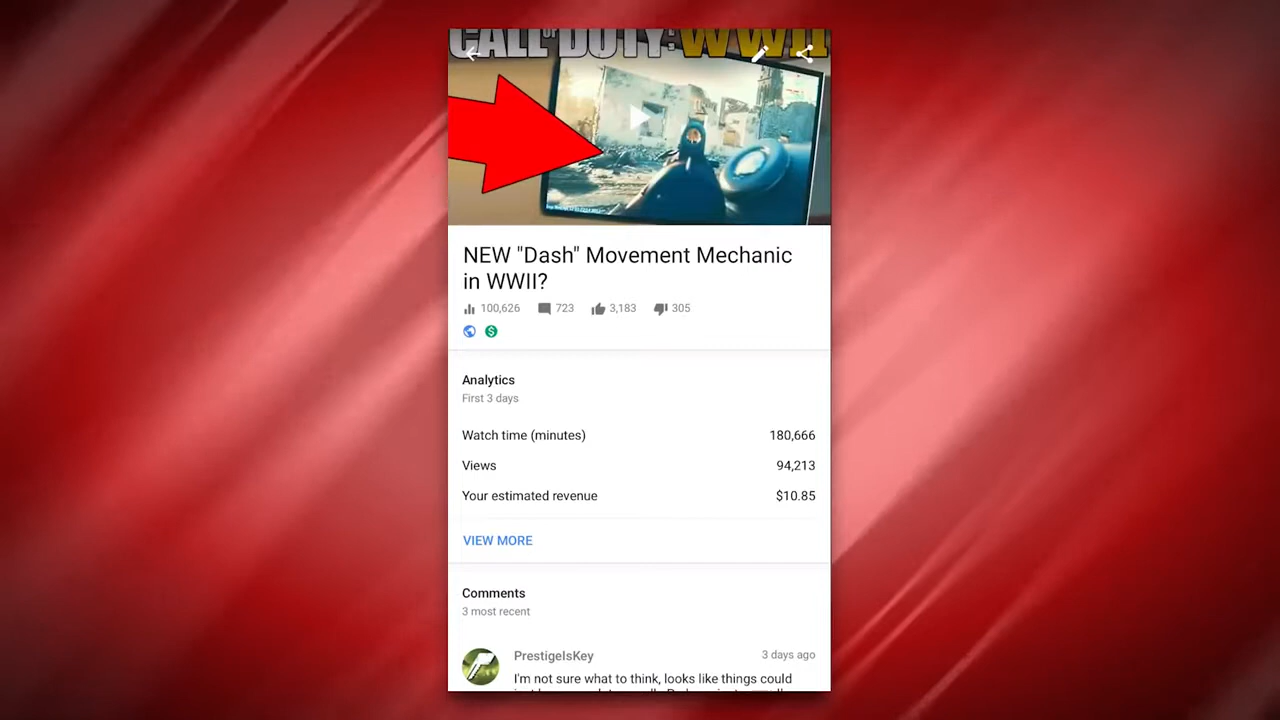 CALL OF DUTY: WWII
NEW "Dash" Movement Mechanic
in WWII?
100,626 723 3,183 305
Analytics
First 3 days
Watch time (minutes) 180,666
Views 94,213
Your estimated revenue $10.85
VIEW MORE
Comments
3 most recent
PrestigeIsKey 3 days ago
I'm not sure what to think, looks like things could